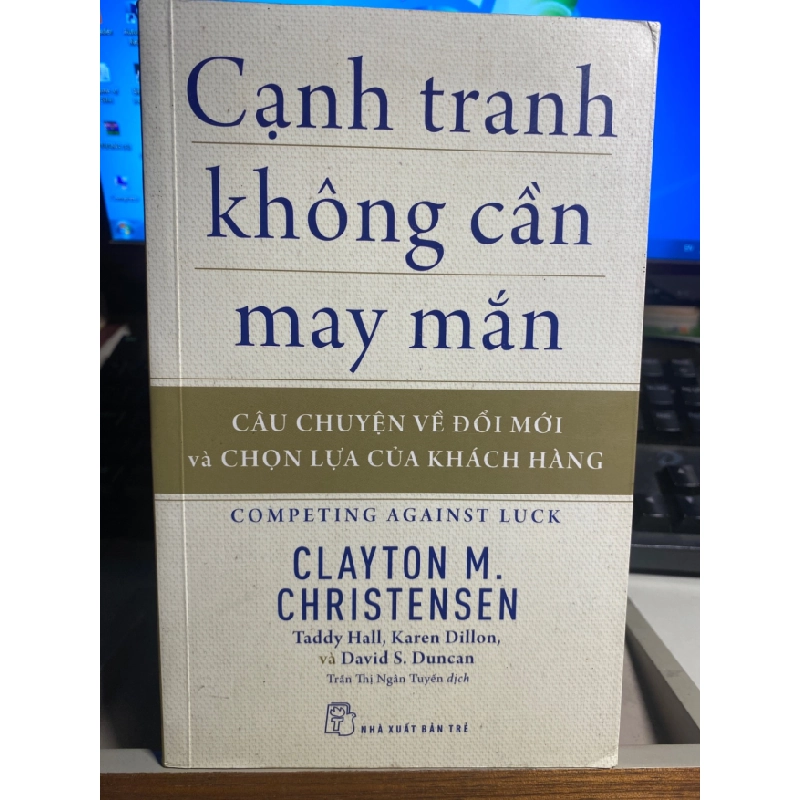 Cạnh tranh
không cần
may mắn
CÂU CHUYỆN VỀ ĐỔI MỚI
và CHỌN LỰA CỦA KHÁCH HÀNG
COMPETING AGAINST LUCK
CLAYTON M.
CHRISTENSEN
Taddy Hall, Karen Dillon,
và David S. Duncan
Trần Thị Ngân Tuyến dịch
NHÀ XUẤT BẢN TRẺ